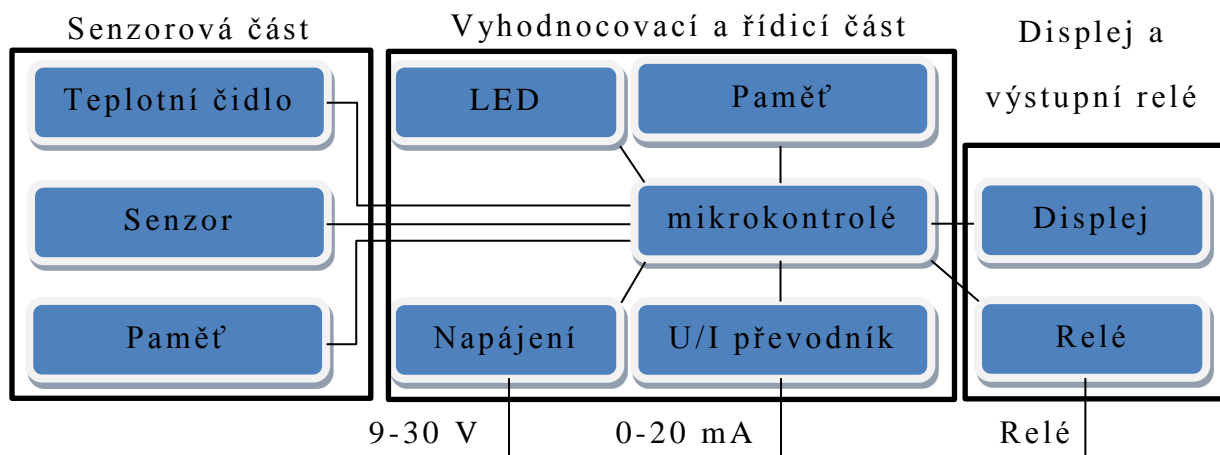 Senzorová část
Teplotní čidlo
Senzor
Paměť
Vyhodnocovací a řídicí část
LED
Paměť
mikrokontrolé
Napájení
U/I převodník
Displej a
výstupní relé
Displej
Relé
9-30 V
0-20 mA
Relé